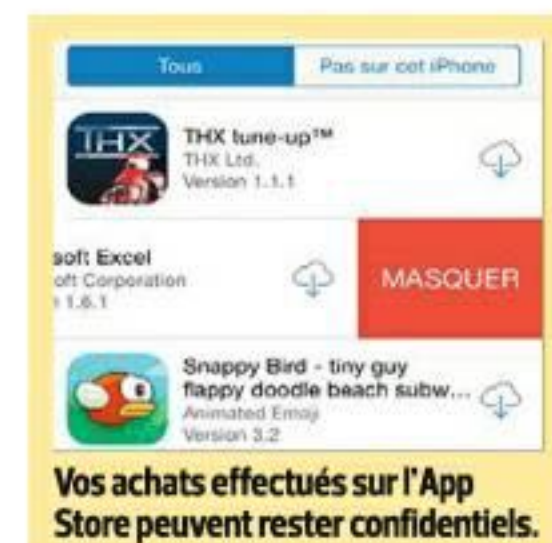 Tous
Pas sur cet iPhone
THX
THX tune-up™
THX Ltd.
Version 1.1.1
soft Excel
oft Corporation
1.6.1
MASQUER
Snappy Bird - tiny guy
flappy doodle beach subw...
Animated Emoji
Version 3.2
Vos achats effectués sur l'App
Store peuvent rester confidentiels.